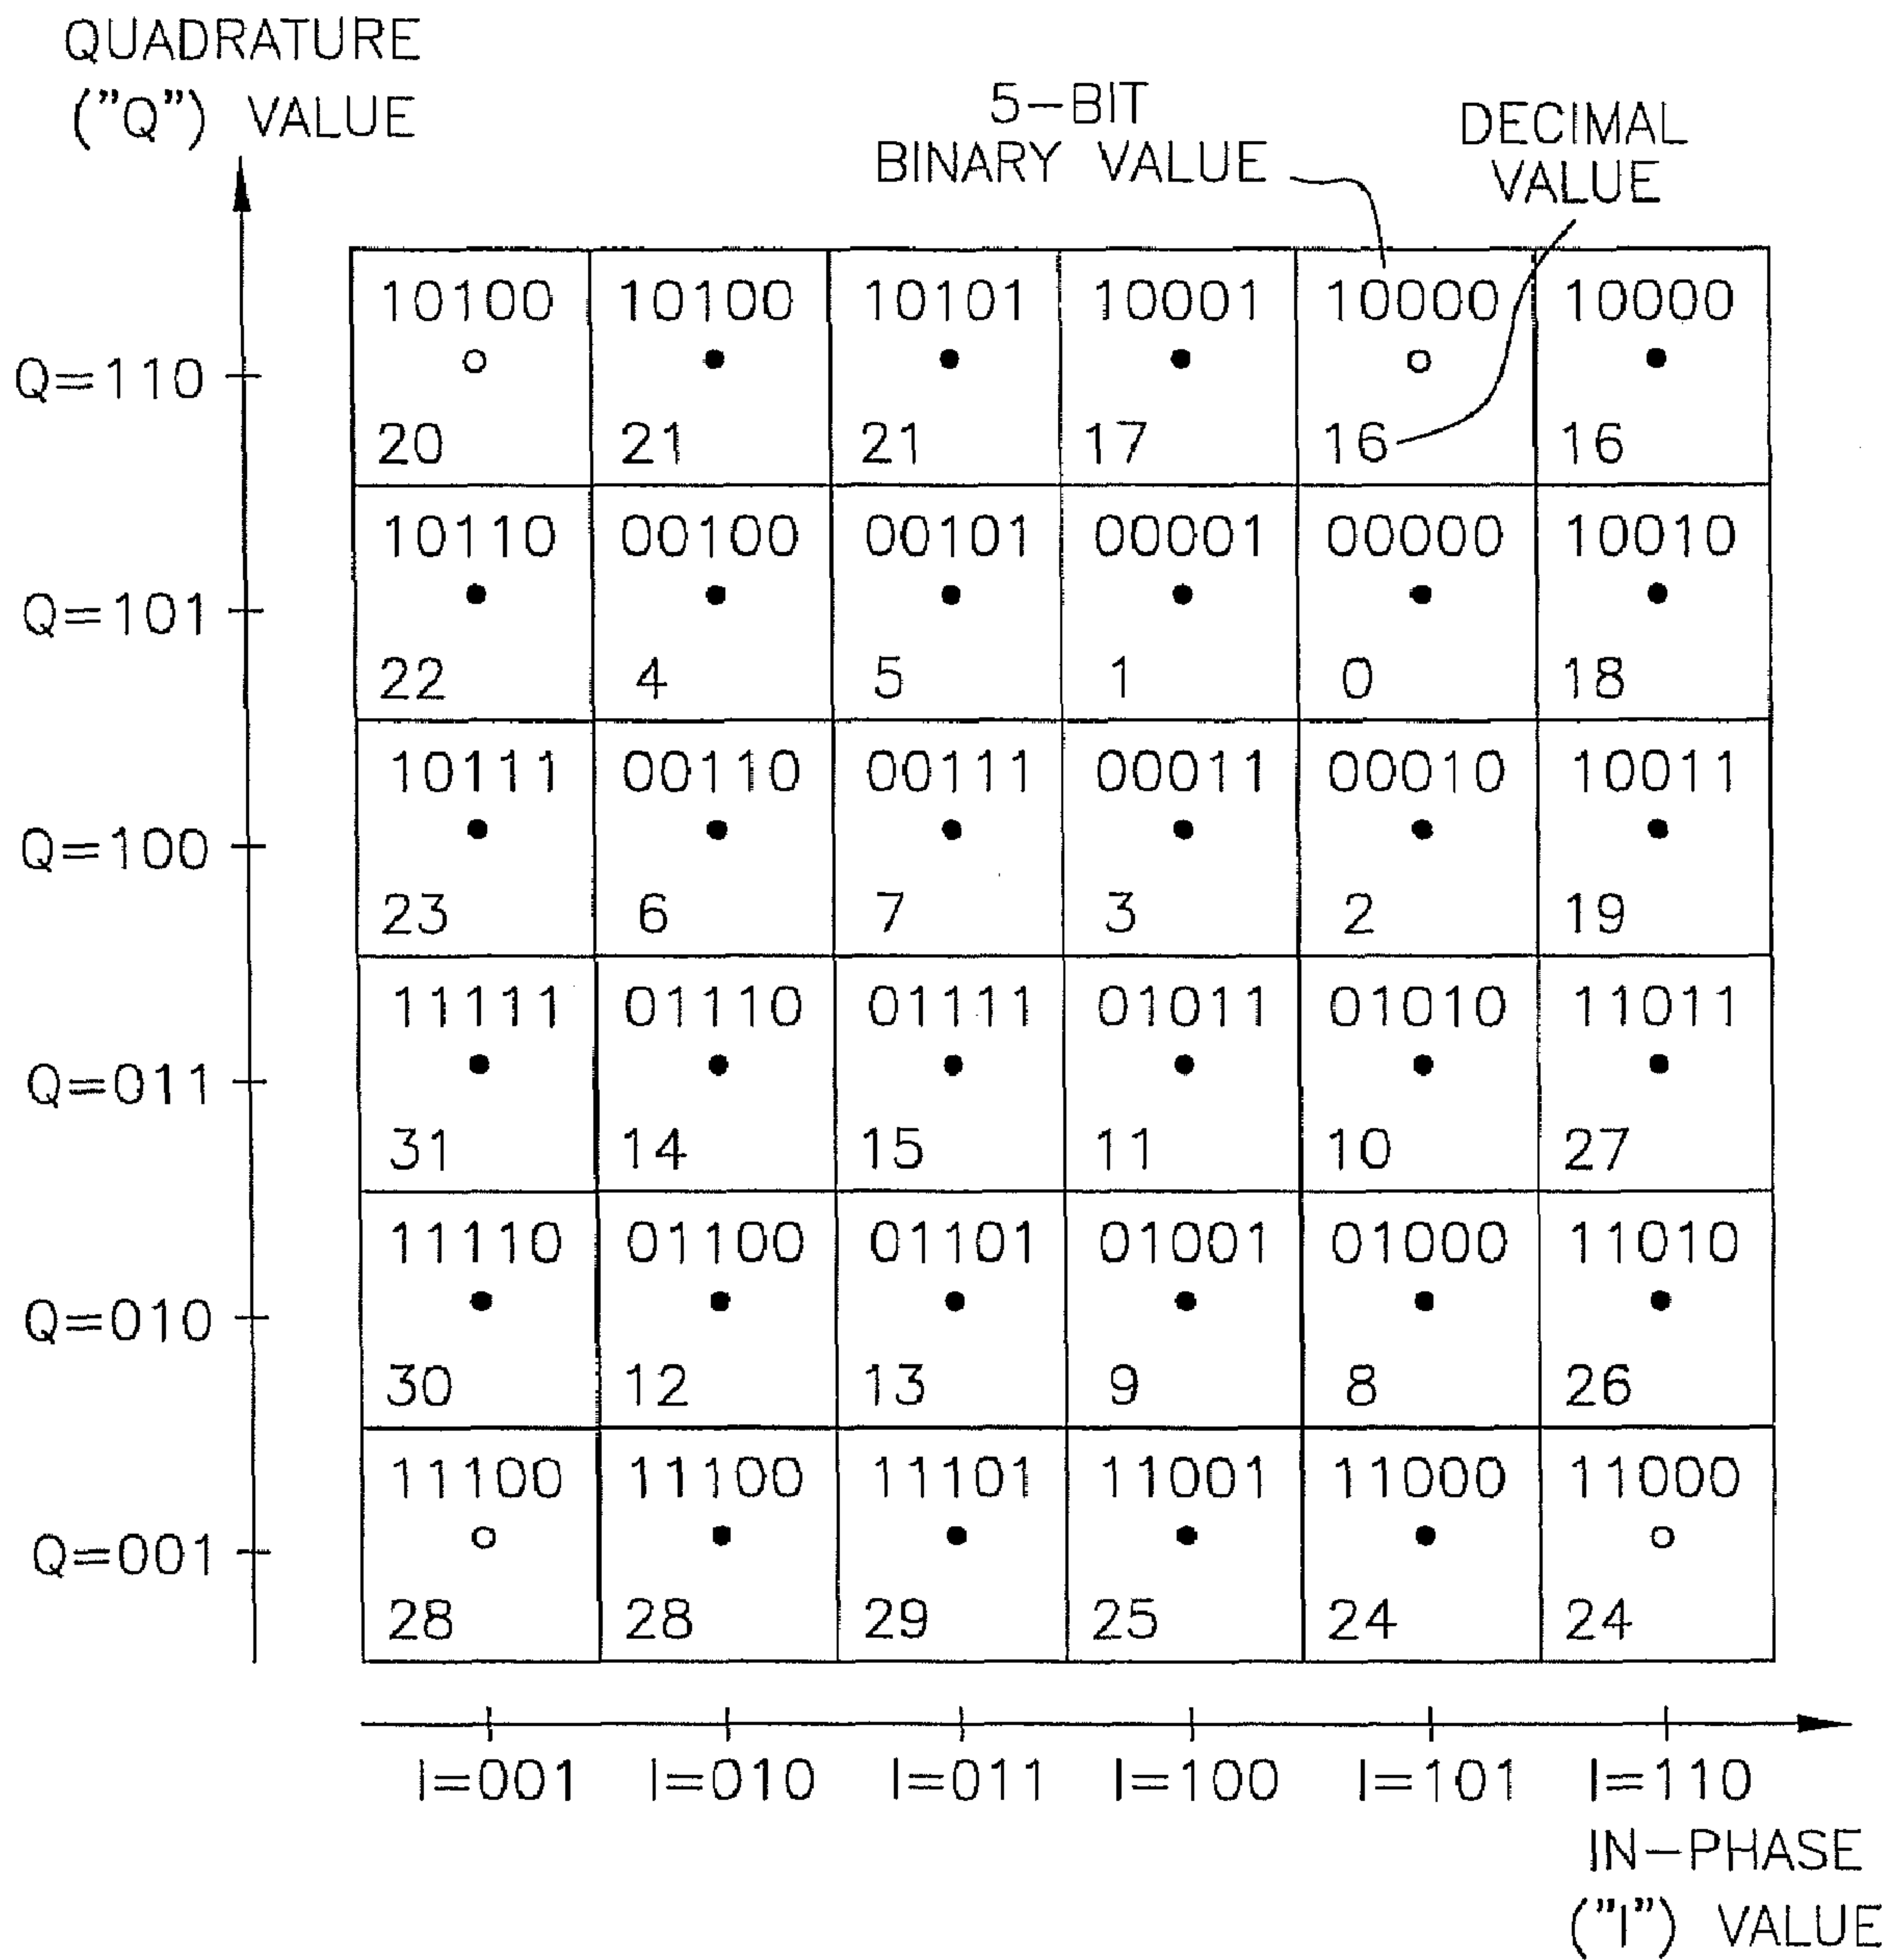 QUADRATURE
("Q") VALUE
5-BIT
BINARY VALUE
DECIMAL
VALUE
Q=110
10100 10100 10101 10001 10000 10000
20 21 21 17 16 16
Q=101
10110 00100 00101 00001 00000 10010
22 4 5 1 0 18
Q=100
10111 00110 00111 00011 00010 10011
23 6 7 3 2 19
Q=011
11111 01110 01111 01011 01010 11011
31 14 15 11 10 27
Q=010
11110 01100 01101 01001 01000 11010
30 12 13 9 8 26
Q=001
11100 11100 11101 11001 11000 11000
28 28 29 25 24 24
I=001 I=010 I=011 I=100 I=101 I=110
IN-PHASE
("I") VALUE